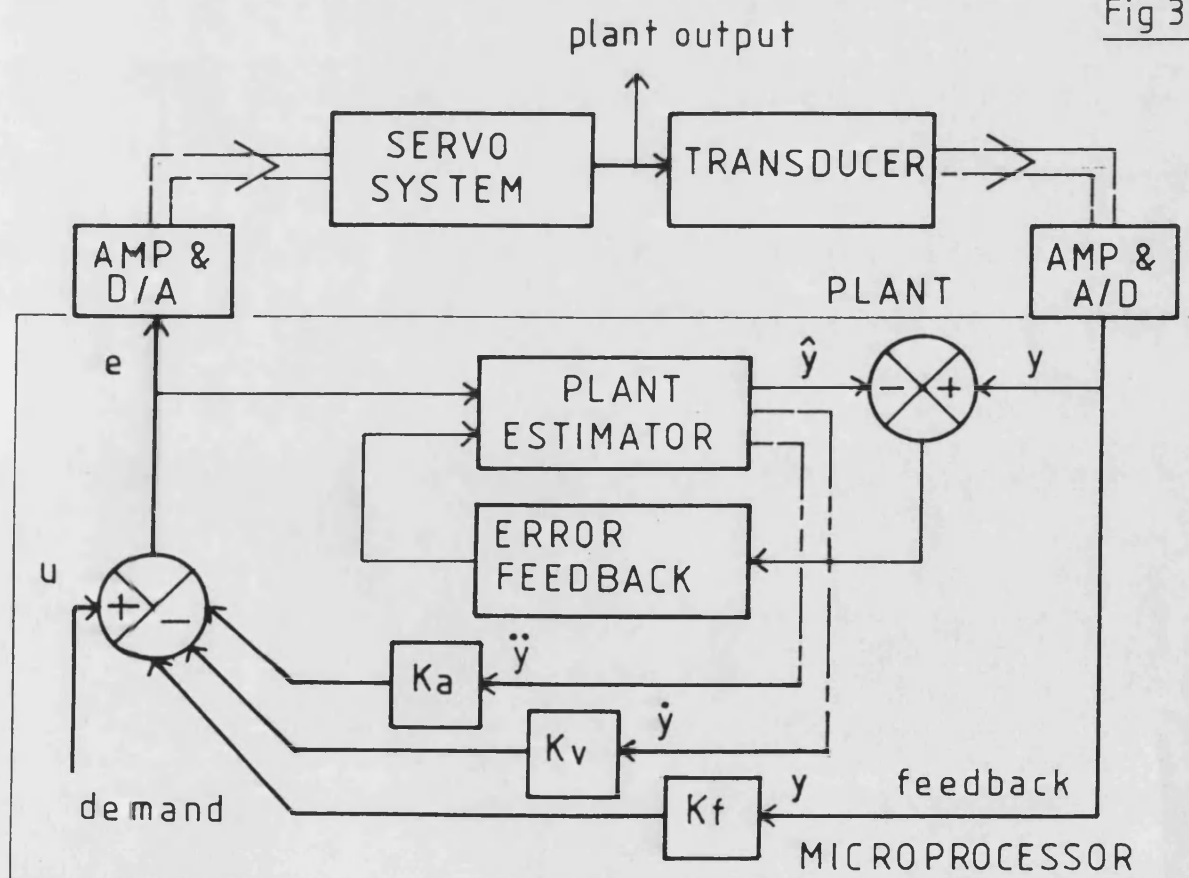 Fig 3
plant output
SERVO
SYSTEM
TRANSDUCER
AMP &
D/A
PLANT
AMP &
A/D
e
PLANT
ESTIMATOR
ŷ
-
+
y
ERROR
FEEDBACK
u
+
-
Ka
ÿ
Kv
ẏ
Kf
y
feedback
demand
MICROPROCESSOR